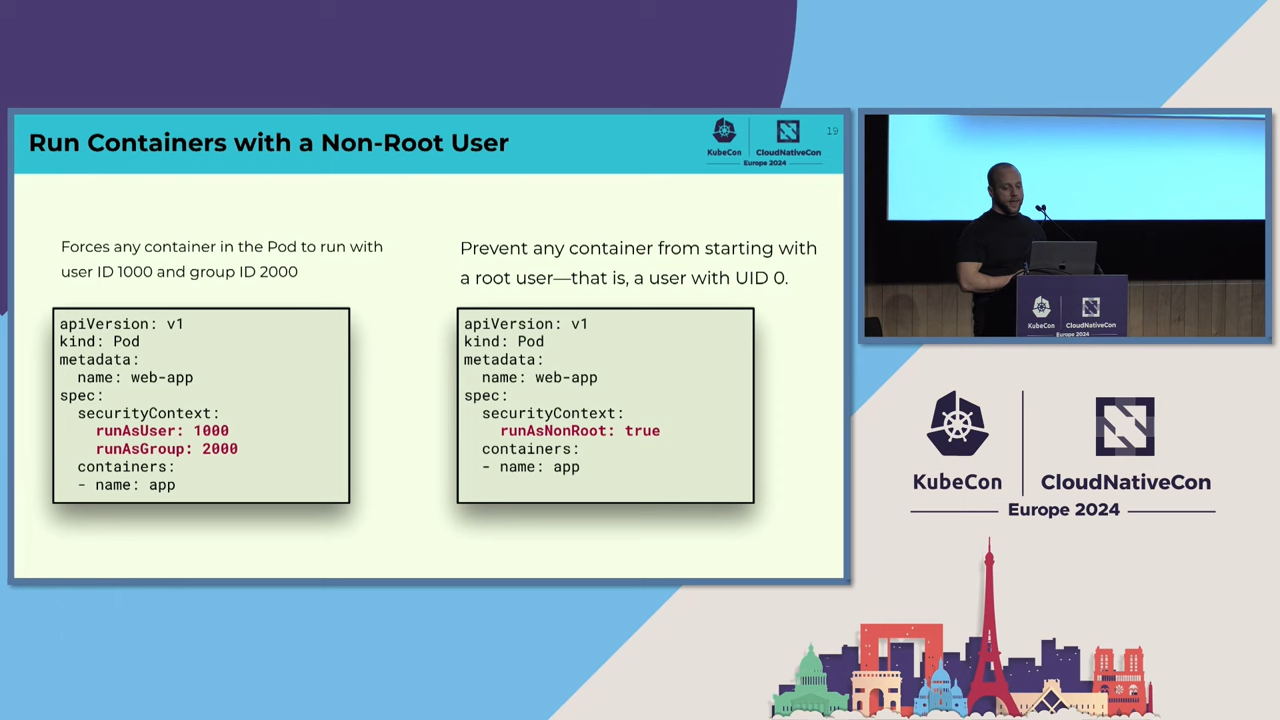 Run Containers with a Non-Root User
KubeCon
CloudNativeCon
Europe 2024
19
Forces any container in the Pod to run with
user ID 1000 and group ID 2000
apiVersion: v1
kind: Pod
metadata:
  name: web-app
spec:
  securityContext:
    runAsUser: 1000
    runAsGroup: 2000
  containers:
  - name: app
Prevent any container from starting with
a root user—that is, a user with UID 0.
apiVersion: v1
kind: Pod
metadata:
  name: web-app
spec:
  securityContext:
    runAsNonRoot: true
  containers:
  - name: app
KubeCon
CloudNativeCon
Europe 2024
KubeCon
CloudNativeCon
Europe 2024